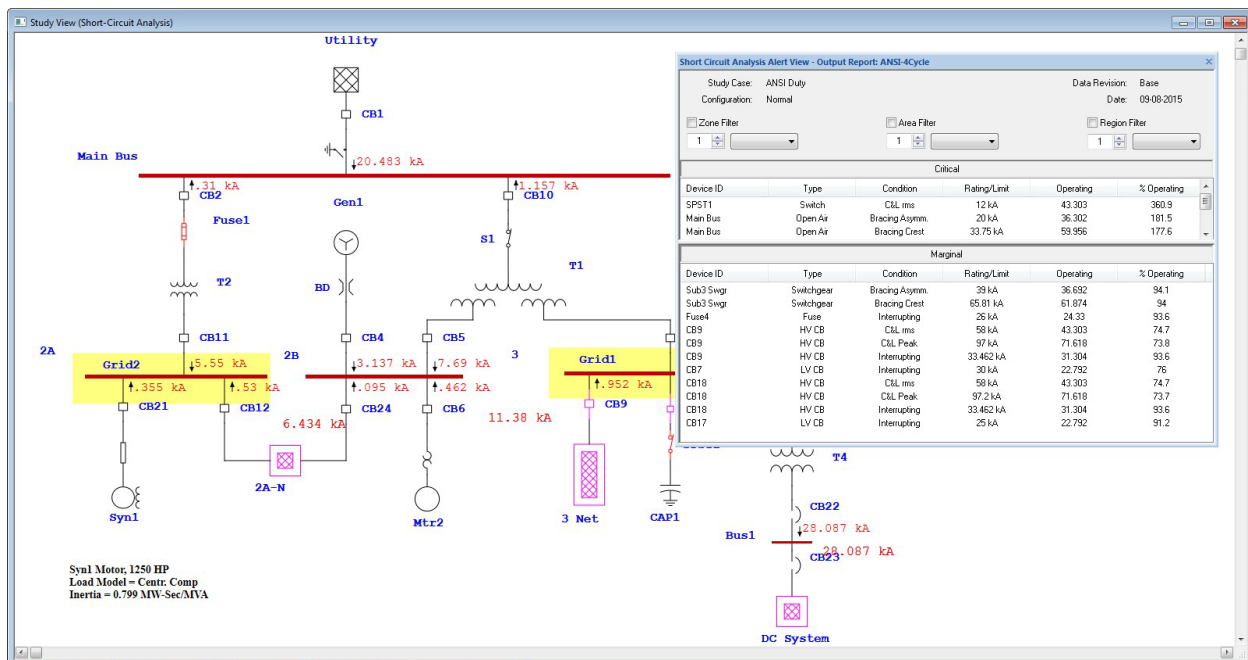 Study View (Short-Circuit Analysis)
Utility
CB1
20.483 kA
Main Bus
.31 kA
CB2
Fuse1
Gen1
1.157 kA
CB10
S1
T1
T2
BD
CB11
CB4
CB5
2A
Grid2
5.55 kA
2B
3.137 kA
7.69 kA
3
Grid1
.355 kA
.53 kA
.095 kA
.462 kA
.952 kA
CB21
CB12
CB24
CB6
CB9
6.434 kA
11.38 kA
2A-N
Syn1
Mtr2
3 Net
CAP1
T4
CB22
28.087 kA
Bus1
28.087 kA
CB23
DC System
Syn1 Motor, 1250 HP
Load Model = Centr. Comp
Inertia = 0.799 MW-Sec/MVA
Short Circuit Analysis Alert View - Output Report: ANSI-4Cycle
Study Case: ANSI Duty Data Revision: Base
Configuration: Normal Date: 09-08-2015
Zone Filter Area Filter Region Filter
1 1 1
Critical
Device ID Type Condition Rating/Limit Operating % Operating
SPST1 Switch C&L rms 12 kA 43.303 360.9
Main Bus Open Air Bracing Asymm. 20 kA 36.302 181.5
Main Bus Open Air Bracing Crest 33.75 kA 59.956 177.6
Marginal
Device ID Type Condition Rating/Limit Operating % Operating
Sub3 Swgr Switchgear Bracing Asymm. 39 kA 36.692 94.1
Sub3 Swgr Switchgear Bracing Crest 65.81 kA 61.874 94
Fuse4 Fuse Interrupting 26 kA 24.33 93.6
CB9 HV CB C&L rms 58 kA 43.303 74.7
CB9 HV CB C&L Peak 97 kA 71.618 73.8
CB9 HV CB Interrupting 33.462 kA 31.304 93.6
CB7 LV CB Interrupting 30 kA 22.792 76
CB18 HV CB C&L rms 58 kA 43.303 74.7
CB18 HV CB C&L Peak 97.2 kA 71.618 73.7
CB18 HV CB Interrupting 33.462 kA 31.304 93.6
CB17 LV CB Interrupting 25 kA 22.792 91.2